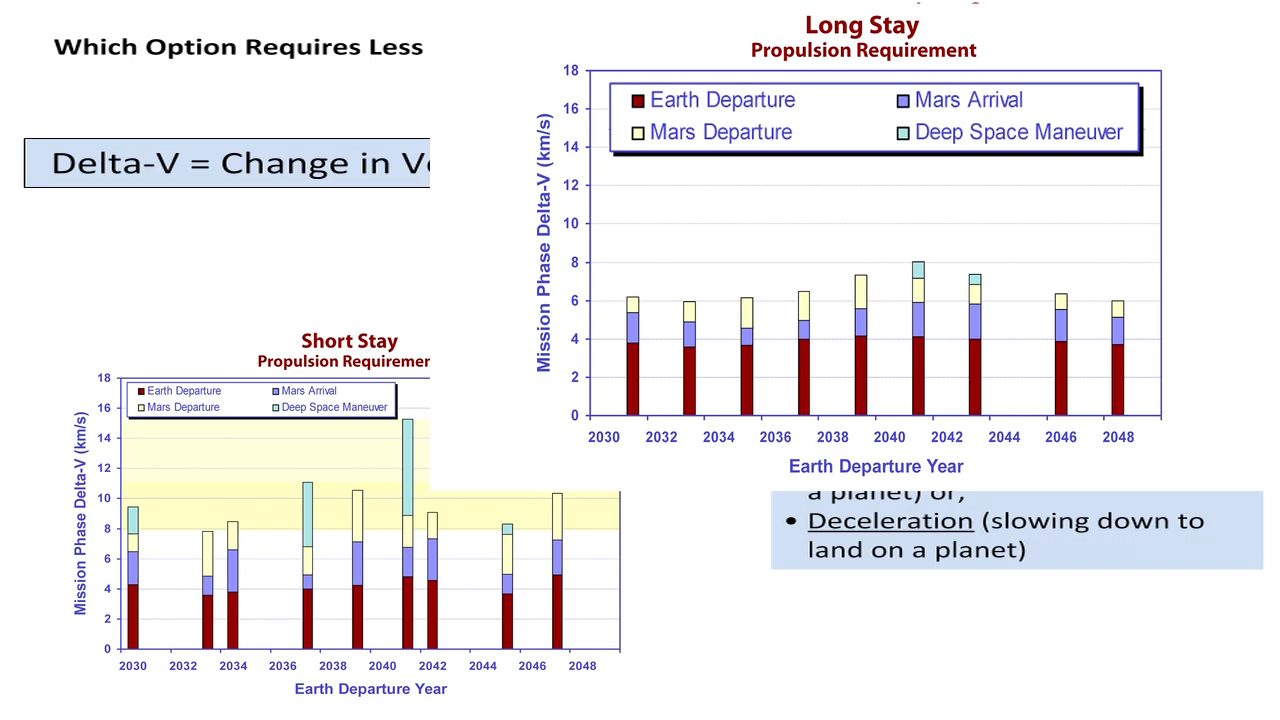 Which Option Requires Less
Delta-V = Change in
Long Stay
Propulsion Requirement
18
16
14
12
10
8
6
4
2
0
Mission Phase Delta-V (km/s)
Earth Departure
Mars Arrival
Mars Departure
Deep Space Maneuver
2030 2032 2034 2036 2038 2040 2042 2044 2046 2048
Earth Departure Year
Short Stay
Propulsion
18
16
14
12
10
8
6
4
2
0
Mission Phase Delta-V (km/s)
Earth Departure
Mars Arrival
Mars Departure
Deep Space Maneuver
2030 2032 2034 2036 2038 2040 2042 2044 2046 2048
Earth Departure Year
a planet) or,
• Deceleration (slowing down to
land on a planet)